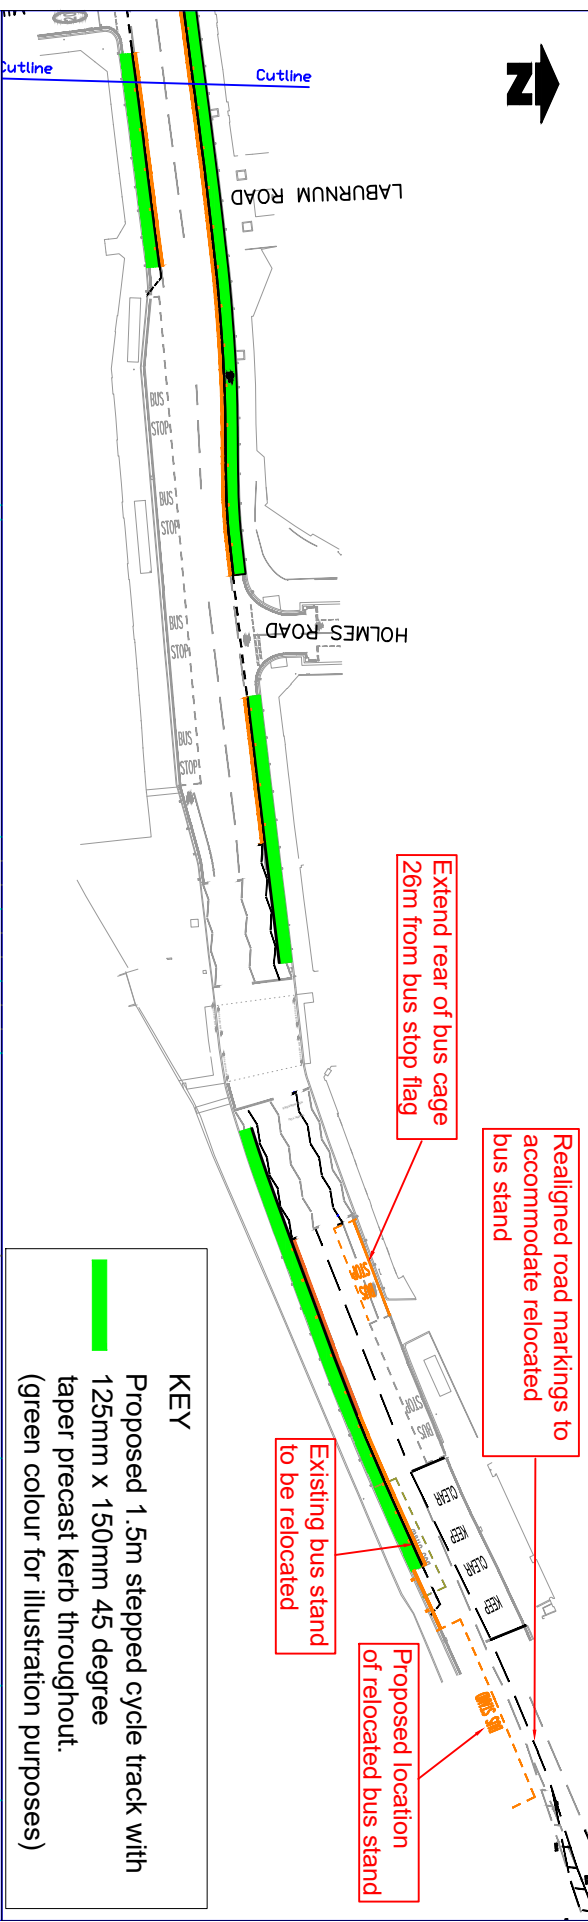 N
Cutline
Cutline
LABURNUM ROAD
BUS
STOP
BUS
STOP
HOLMES ROAD
BUS
STOP
BUS
STOP
Extend rear of bus cage
26m from bus stop flag
Realigned road markings to
accommodate relocated
bus stand
STOP
BUS
CLEAR
KEEP
CLEAR
KEEP
Existing bus stand
to be relocated
Proposed location
of relocated bus stand
KEY
Proposed 1.5m stepped cycle track with
125mm x 150mm 45 degree
taper precast kerb throughout.
(green colour for illustration purposes)